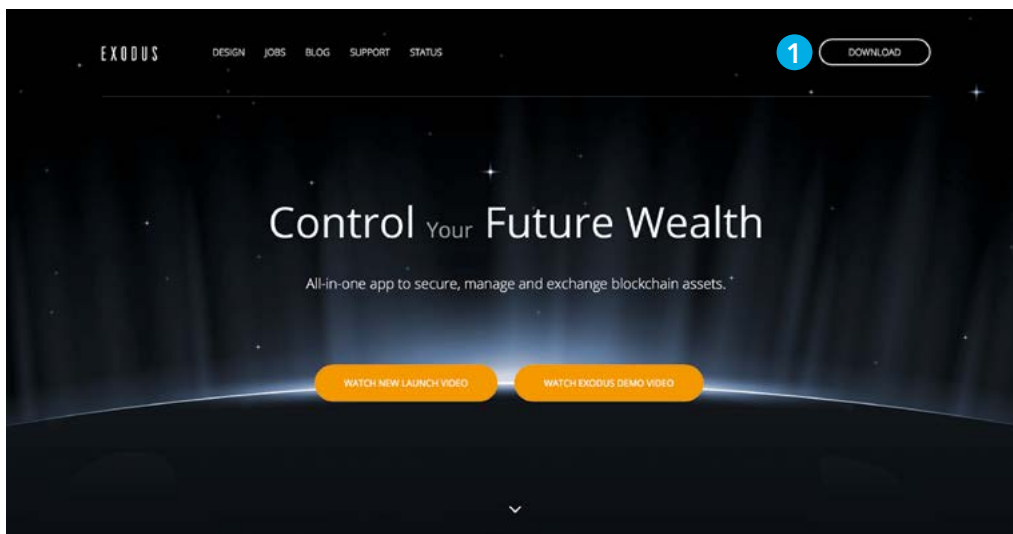 EXODUS DESIGN JOBS BLOG SUPPORT STATUS 1 DOWNLOAD
Control Your Future Wealth
All-in-one app to secure, manage and exchange blockchain assets.
WATCH NEW LAUNCH VIDEO WATCH EXODUS DEMO VIDEO